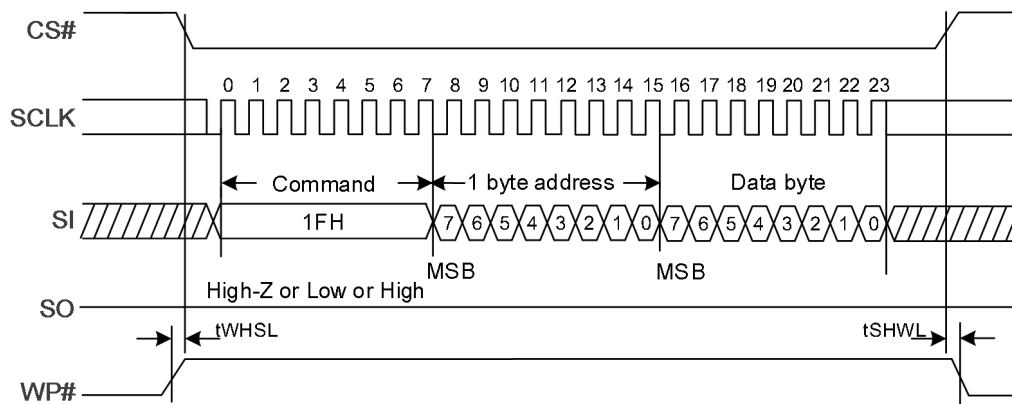 CS#
0 1 2 3 4 5 6 7 8 9 10 11 12 13 14 15 16 17 18 19 20 21 22 23
SCLK
Command 1 byte address Data byte
SI 1FH 7 6 5 4 3 2 1 0 7 6 5 4 3 2 1 0
MSB MSB
High-Z or Low or High
SO
tWHSL tSHWL
WP#